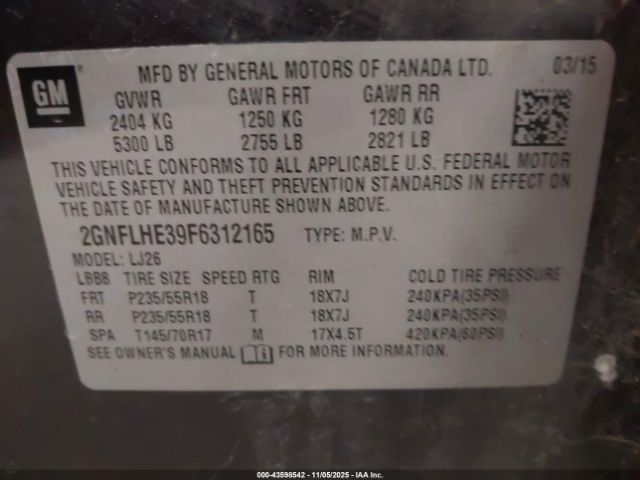 GM
MFD BY GENERAL MOTORS OF CANADA LTD. 03/15
GVWR GAWR FRT GAWR RR
2404 KG 1250 KG 1280 KG
5300 LB 2755 LB 2821 LB
THIS VEHICLE CONFORMS TO ALL APPLICABLE U.S. FEDERAL MOTOR
VEHICLE SAFETY AND THEFT PREVENTION STANDARDS IN EFFECT ON
THE DATE OF MANUFACTURE SHOWN ABOVE.
2GNFLHE39F6312165 TYPE: M.P.V.
MODEL: LJ26
LBBB TIRE SIZE SPEED RTG RIM COLD TIRE PRESSURE
FRT P235/55R18 T 18X7J 240KPA(35PSI)
RR P235/55R18 T 18X7J 240KPA(35PSI)
SPA T145/70R17 M 17X4.5T 420KPA(60PSI)
SEE OWNER'S MANUAL FOR MORE INFORMATION.
000-43598542 - 11/05/2025 - IAA Inc.